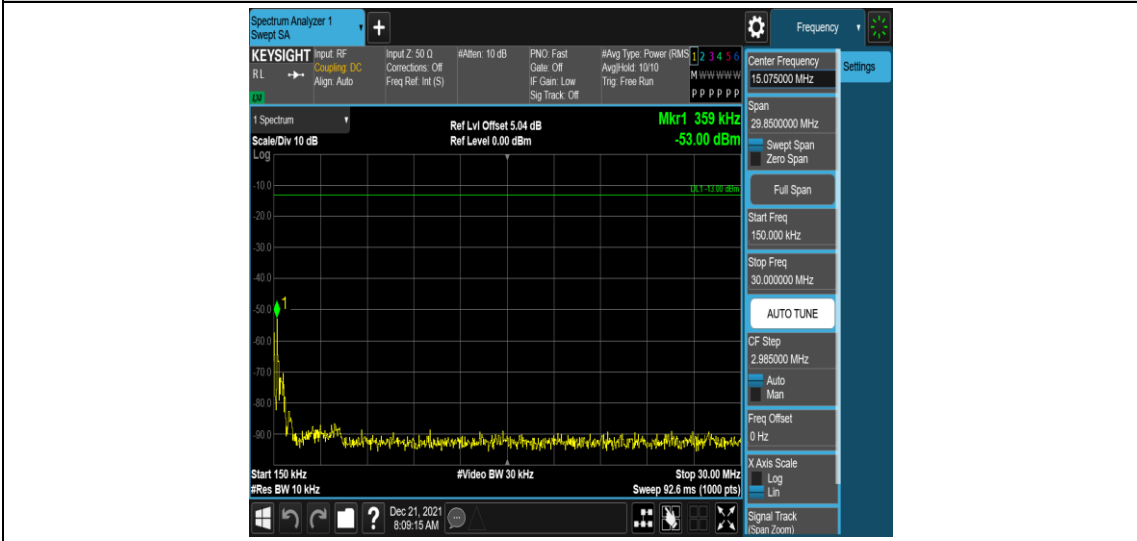 Spectrum Analyzer 1
Swept SA
Frequency
KEYSIGHT
RL
Input: RF
Coupling: DC
Align: Auto
Input Z: 50 Ω
Corrections: Off
Freq Ref: Int (S)
#Atten: 10 dB
PNO: Fast
Gate: Off
IF Gain: Low
Sig Track: Off
#Avg Type: Power (RMS
Avg|Hold: 10/10
Trig: Free Run
1 2 3 4 5 6
M W W W W W
P P P P P P
1 Spectrum
Scale/Div 10 dB
Log
Ref Lvl Offset 5.04 dB
Ref Level 0.00 dBm
Mkr1 359 kHz
-53.00 dBm
DL1 -13.00 dBm
-10.0
-20.0
-30.0
-40.0
-50.0
1
-60.0
-70.0
-80.0
-90.0
Start 150 kHz
#Res BW 10 kHz
#Video BW 30 kHz
Stop 30.00 MHz
Sweep 92.6 ms (1000 pts)
Dec 21, 2021
8:09:15 AM
Center Frequency
15.075000 MHz
Settings
Span
29.8500000 MHz
Swept Span
Zero Span
Full Span
Start Freq
150.000 kHz
Stop Freq
30.000000 MHz
AUTO TUNE
CF Step
2.985000 MHz
Auto
Man
Freq Offset
0 Hz
X Axis Scale
Log
Lin
Signal Track
(Span Zoom)